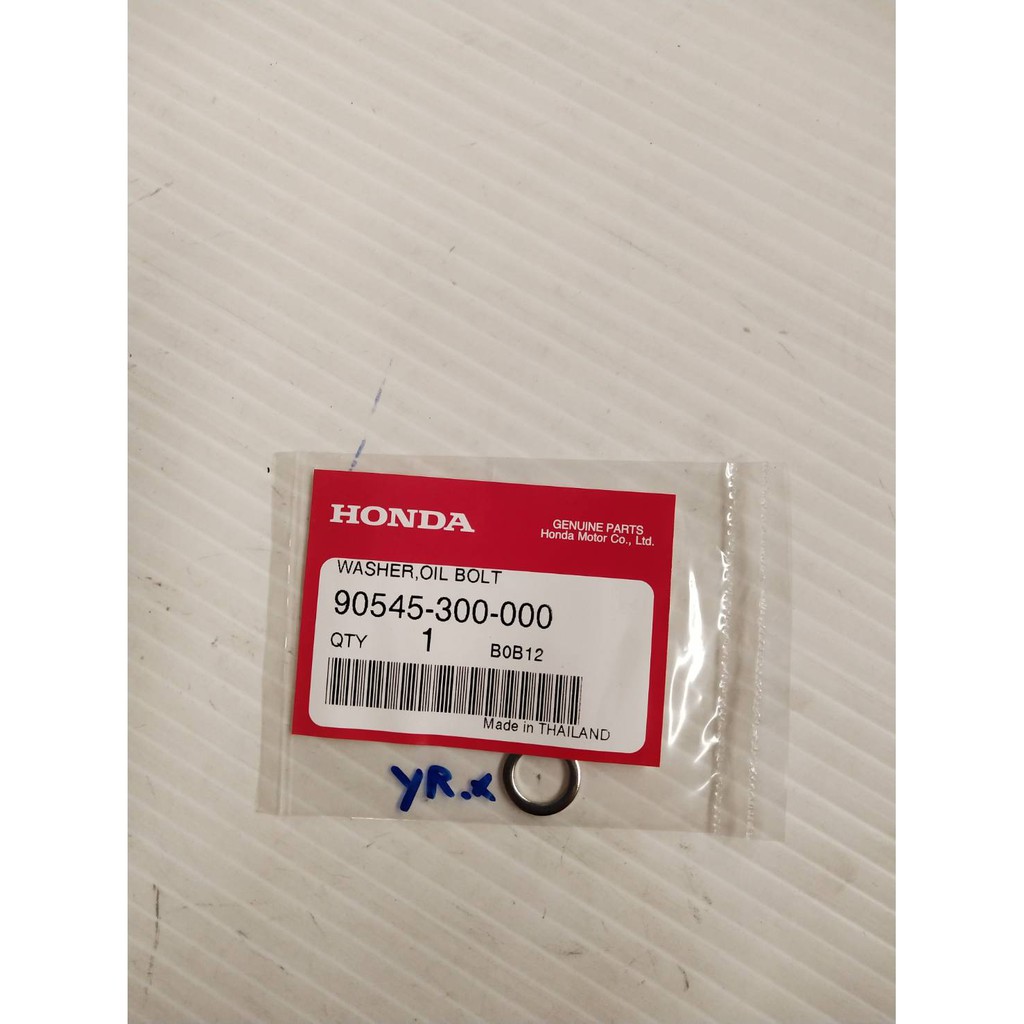 HONDA
GENUINE PARTS
Honda Motor Co., Ltd.
WASHER,OIL BOLT
90545-300-000
QTY 1 B0B12
Made in THAILAND
YR.x